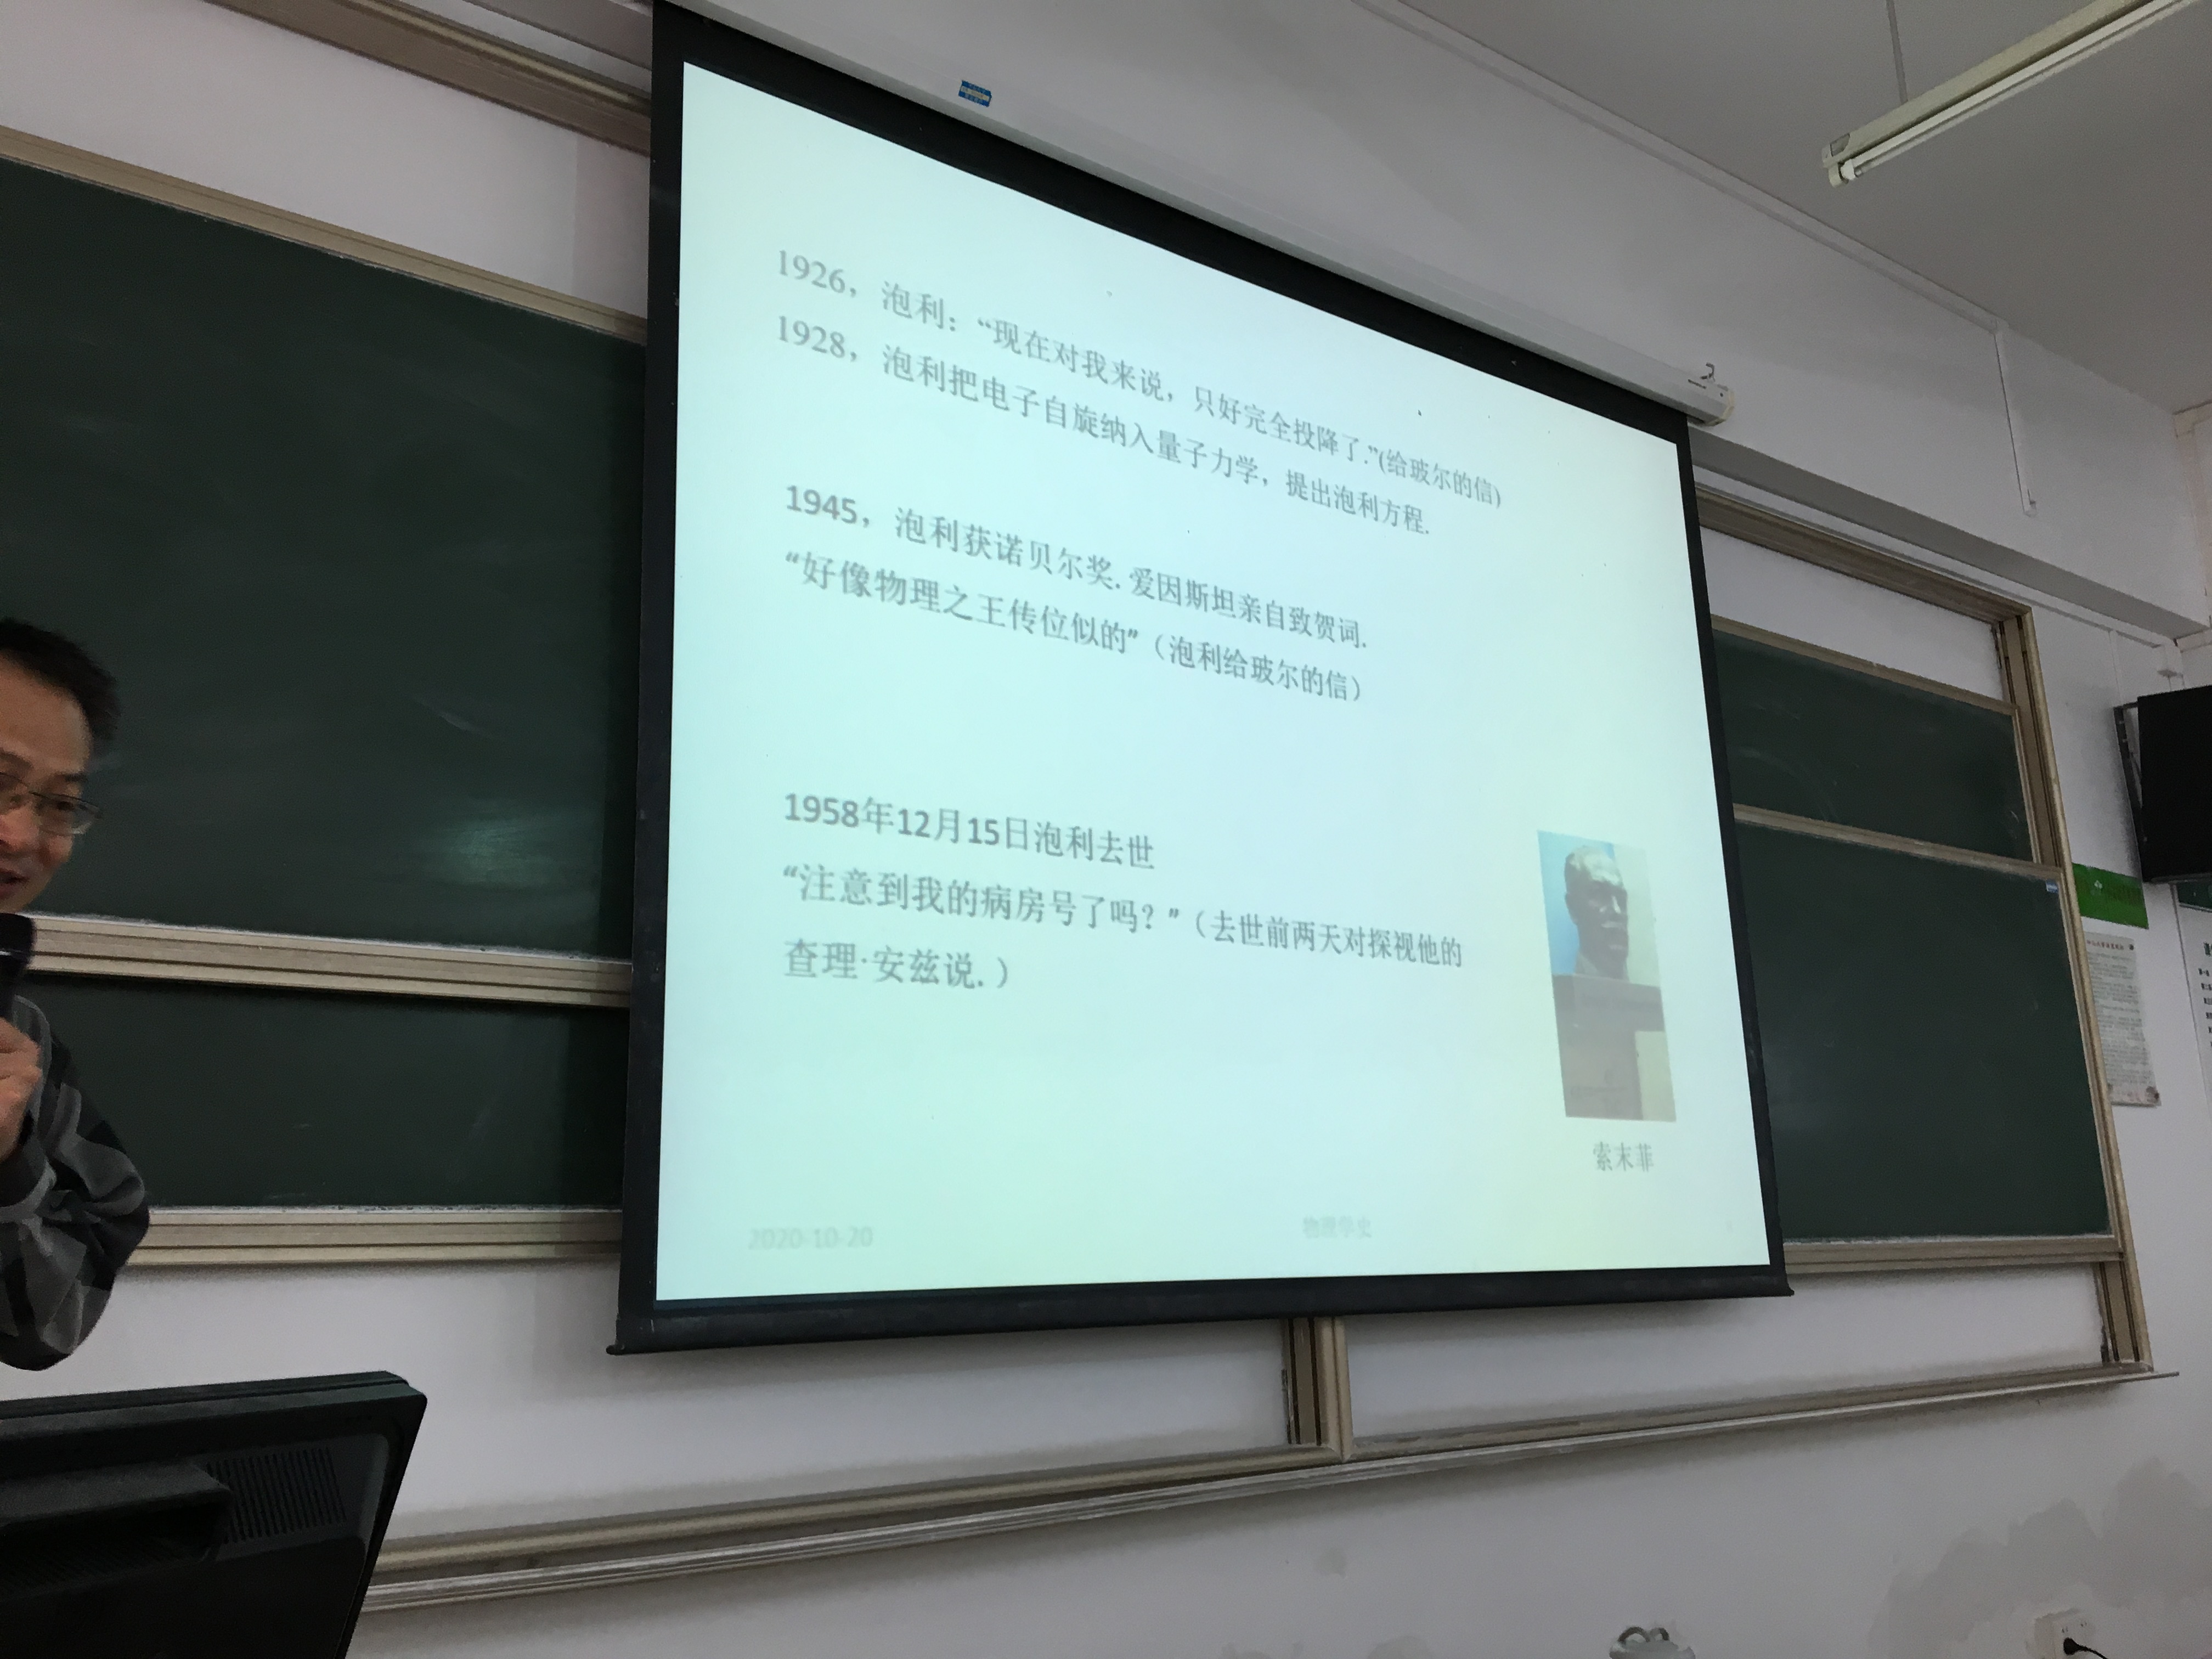 1926，泡利：“现在对我来说，只好完全投降了.”(给玻尔的信)
1928，泡利把电子自旋纳入量子力学，提出泡利方程.
1945，泡利获诺贝尔奖. 爱因斯坦亲自致贺词.
“好像物理之王传位似的”（泡利给玻尔的信）
1958年12月15日泡利去世
“注意到我的病房号了吗？”（去世前两天对探视他的
查理·安兹说. ）
索末菲
2020-10-20
物理学史